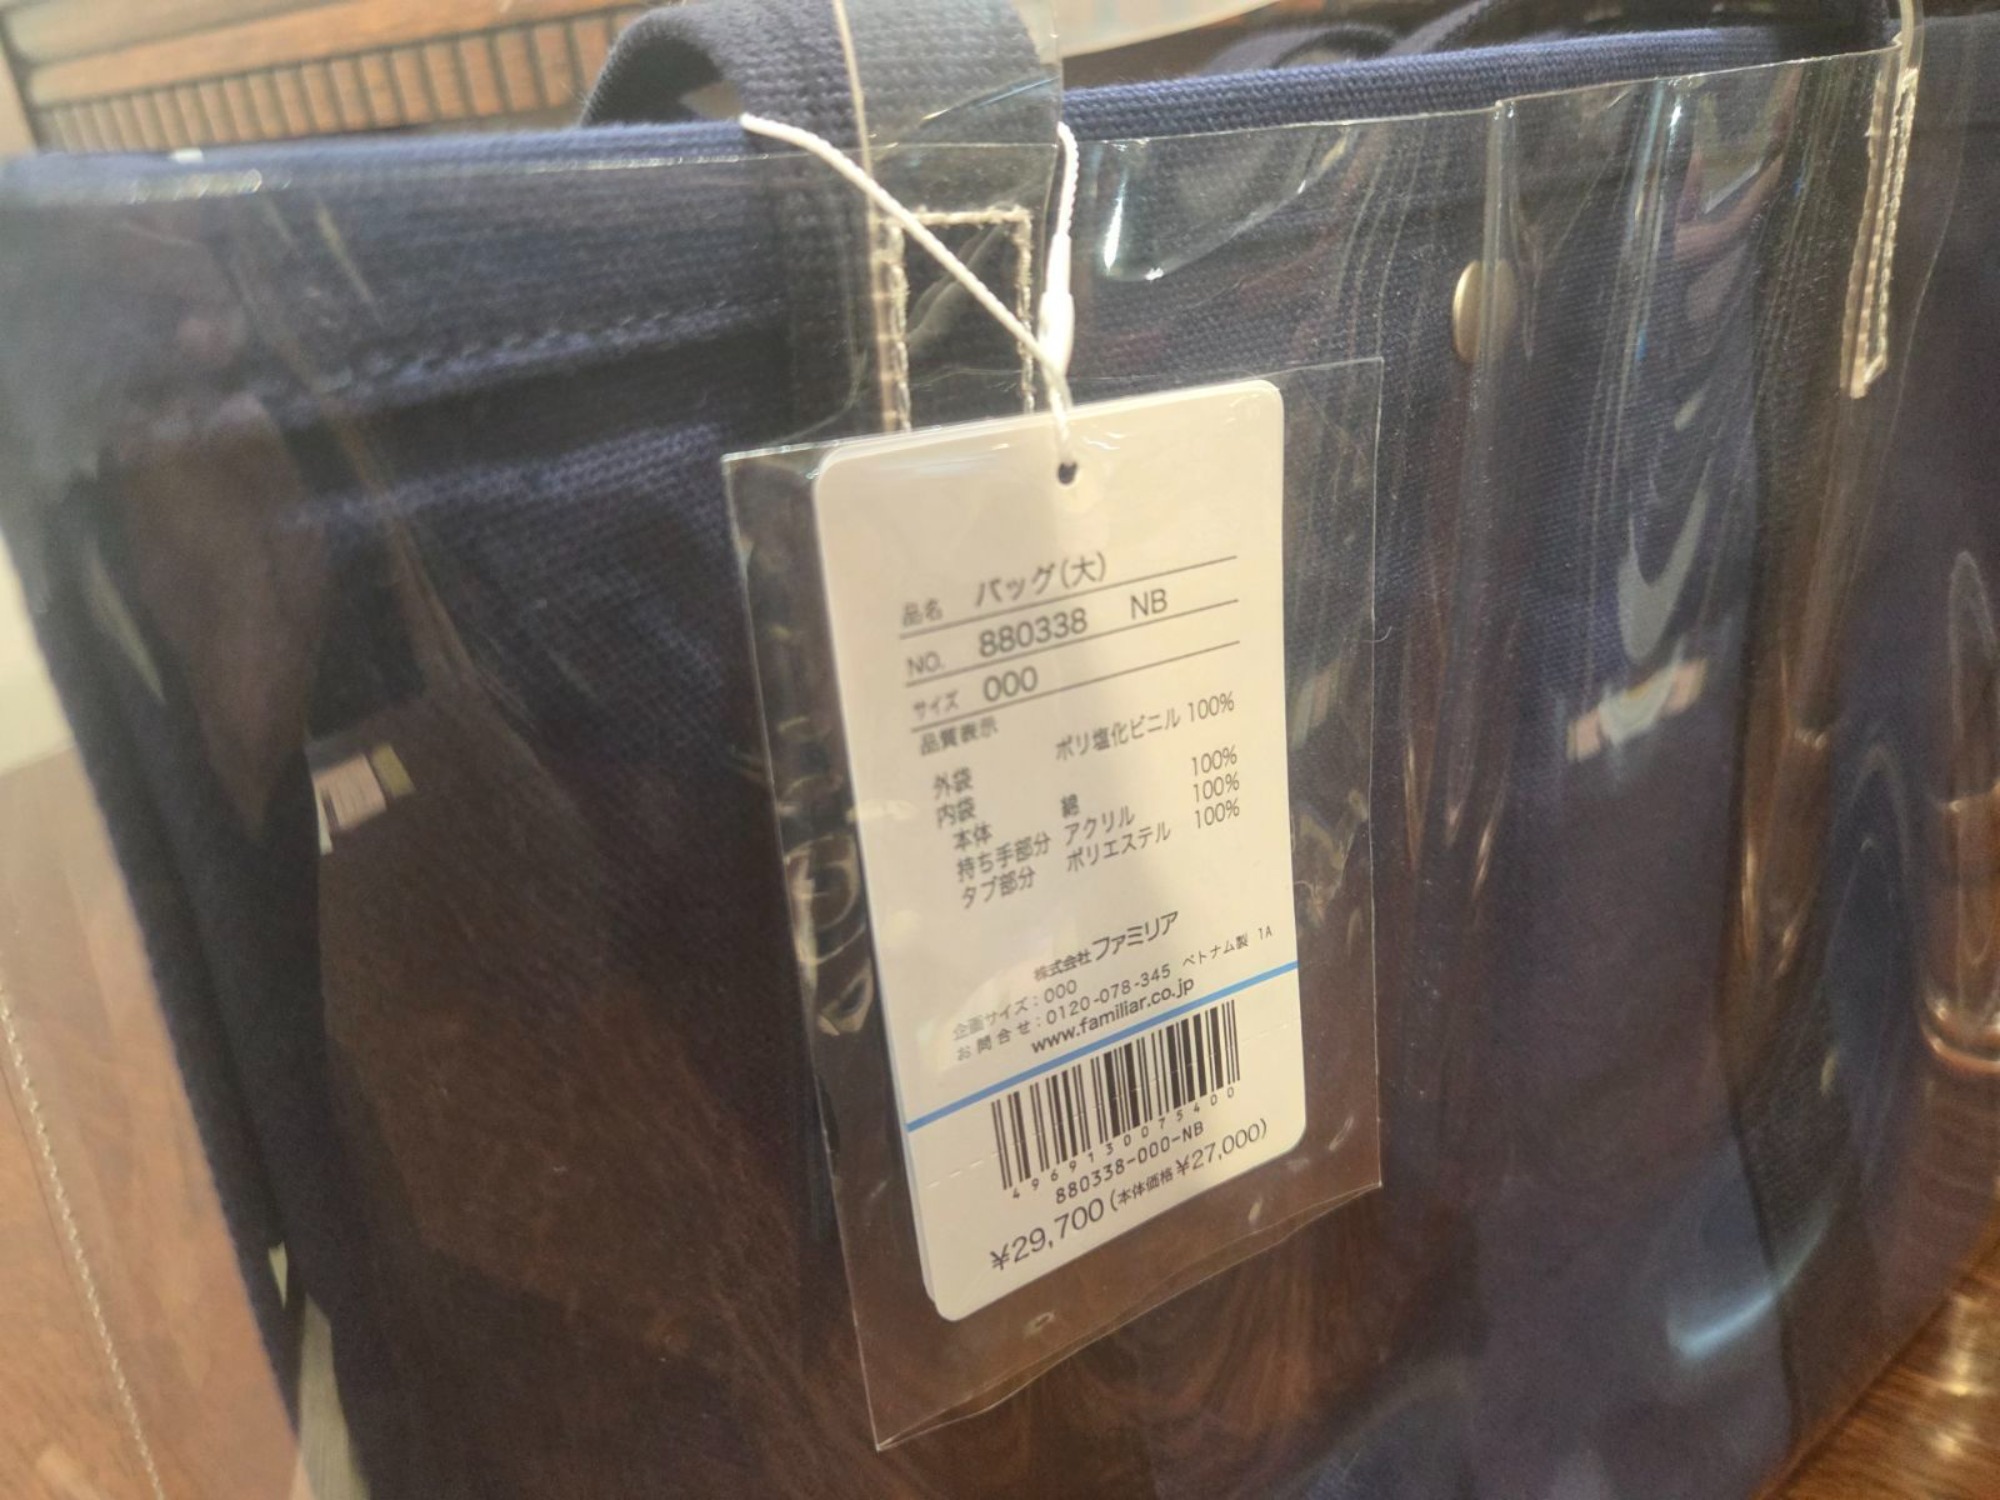 品名 バッグ(大)
NO. 880338 NB
サイズ 000
品質表示
外袋 ポリ塩化ビニル 100%
内袋
本体 綿 100%
持ち手部分 アクリル 100%
タブ部分 ポリエステル 100%
株式会社ファミリア
企画サイズ:000 ベトナム製 1A
お問合せ:0120-078-345
www.familiar.co.jp
4969130075400
880338-000-NB
¥29,700(本体価格¥27,000)